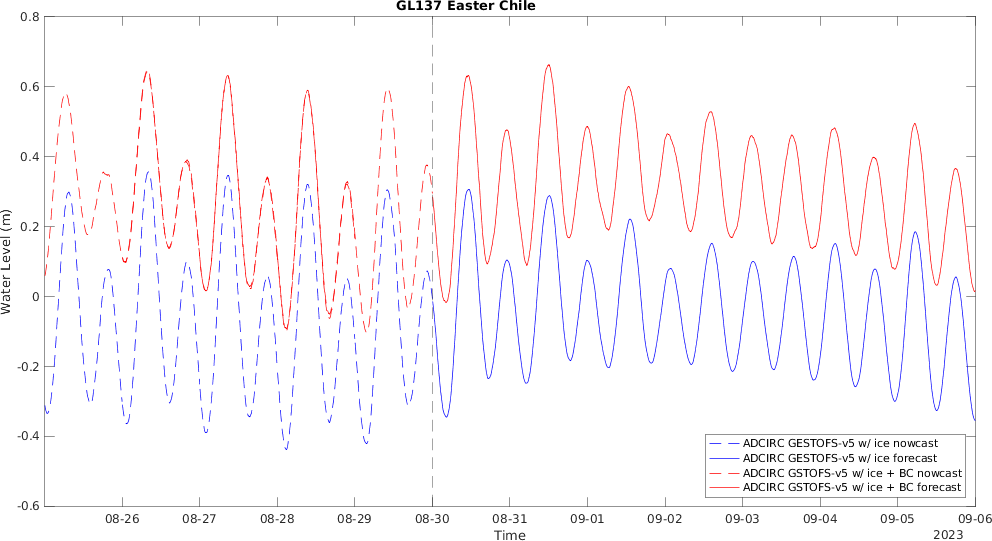 GL137 Easter Chile
0.8
0.6
0.4
0.2
0
-0.2
-0.4
-0.6
Water Level (m)
ADCIRC GESTOFS-v5 w/ ice nowcast
ADCIRC GESTOFS-v5 w/ ice forecast
ADCIRC GSTOFS-v5 w/ ice + BC nowcast
ADCIRC GSTOFS-v5 w/ ice + BC forecast
08-26 08-27 08-28 08-29 08-30 08-31 09-01 09-02 09-03 09-04 09-05 09-06
Time
2023